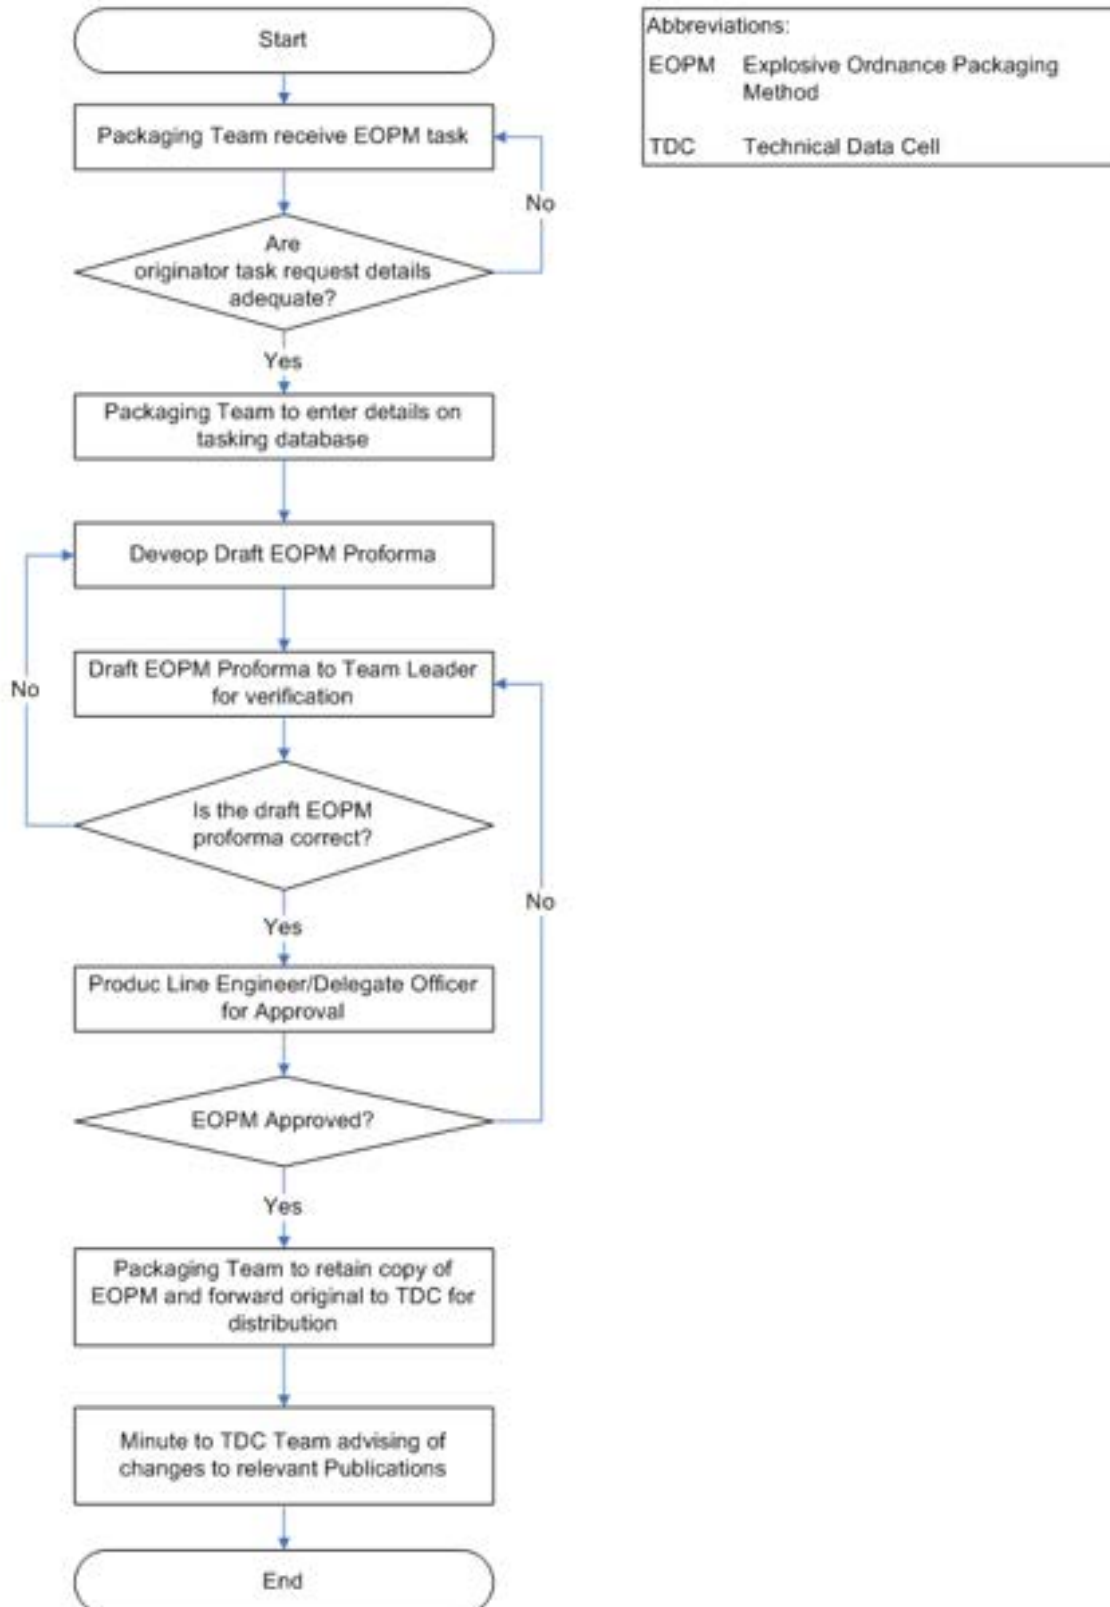 Start
Packaging Team receive EOPM task
No
Are
originator task request details
adequate?
Yes
Packaging Team to enter details on
tasking database
Deveop Draft EOPM Proforma
Draft EOPM Proforma to Team Leader
for verification
No
Is the draft EOPM
proforma correct?
No
Yes
Produc Line Engineer/Delegate Officer
for Approval
EOPM Approved?
Yes
Packaging Team to retain copy of
EOPM and forward original to TDC for
distribution
Minute to TDC Team advising of
changes to relevant Publications
End
Abbreviations:
EOPM Explosive Ordnance Packaging
Method
TDC Technical Data Cell